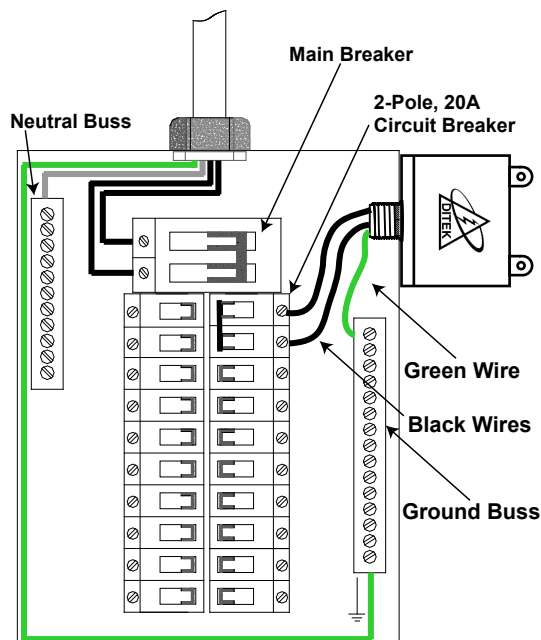 Main Breaker
2-Pole, 20A
Circuit Breaker
Neutral Buss
DITEK
Green Wire
Black Wires
Ground Buss